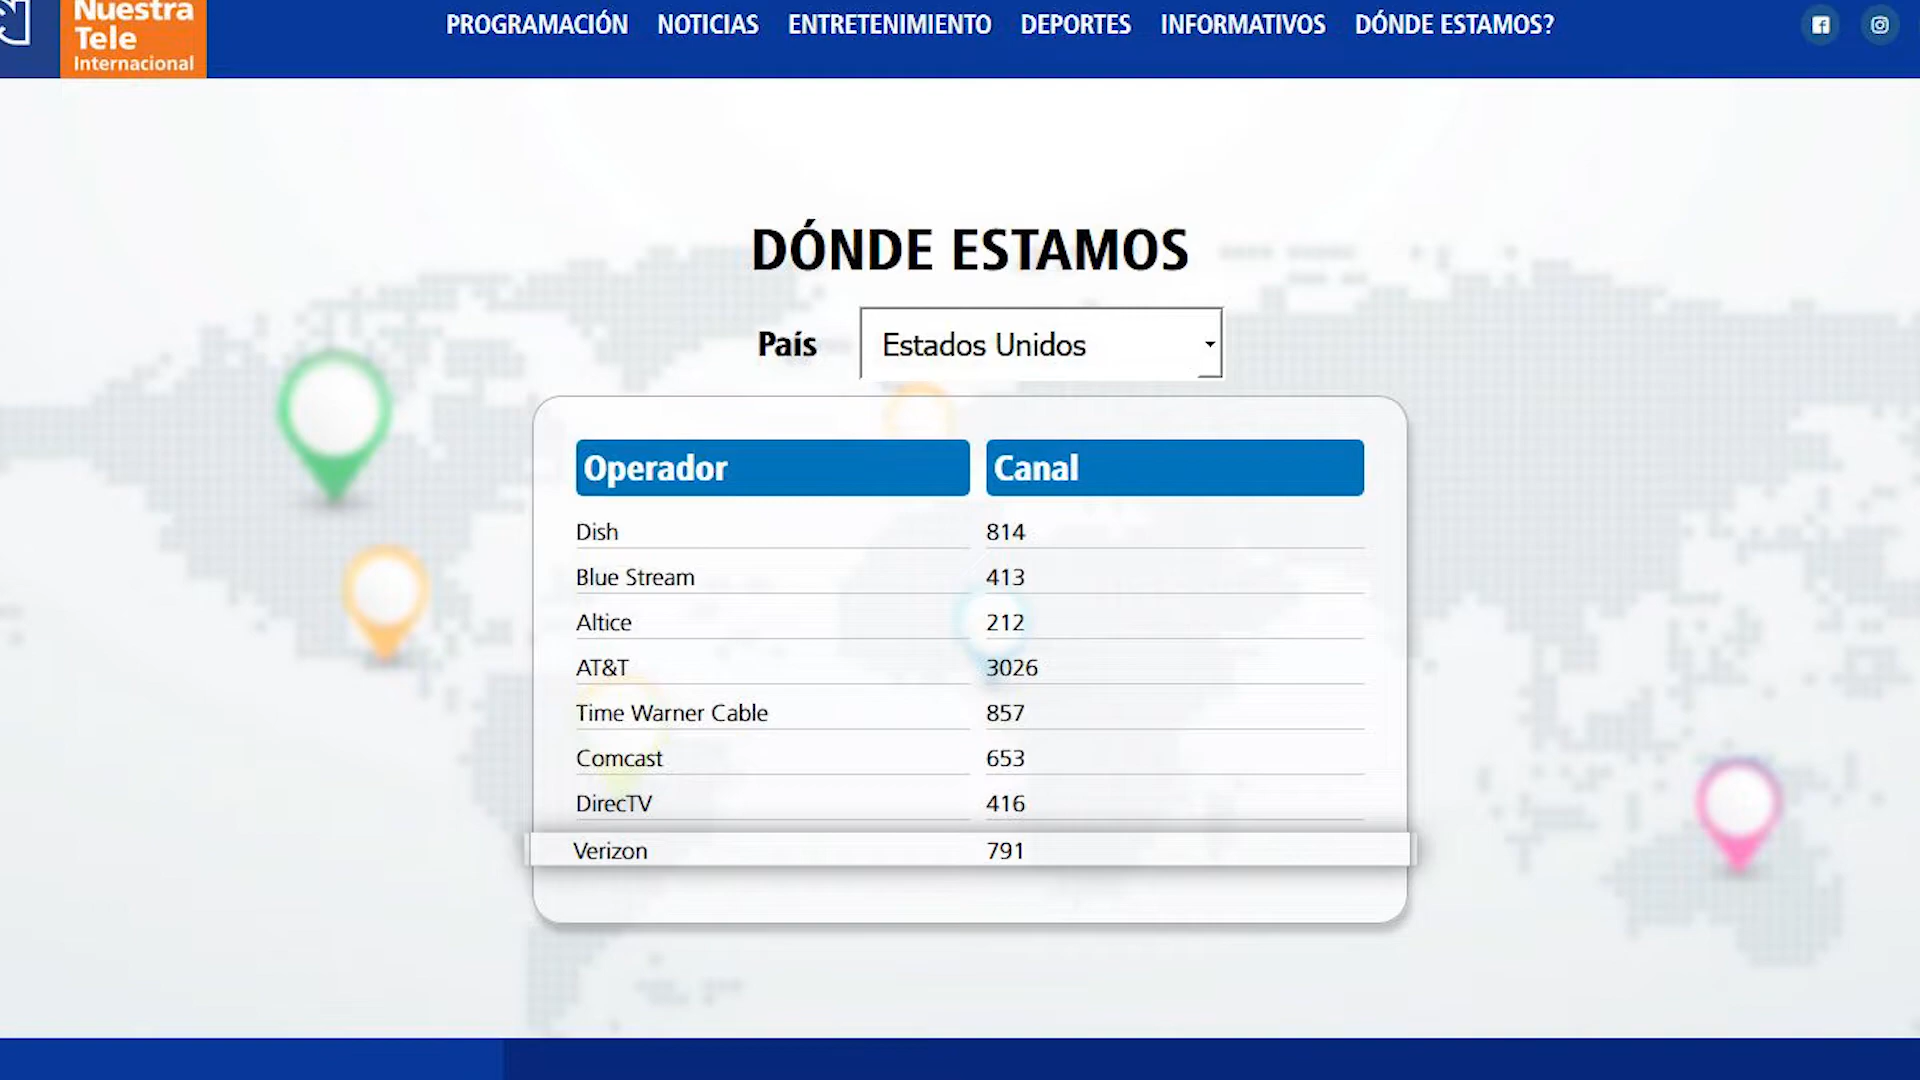 Nuestra
Tele
Internacional
PROGRAMACIÓN NOTICIAS ENTRETENIMIENTO DEPORTES INFORMATIVOS DÓNDE ESTAMOS?
DÓNDE ESTAMOS
País Estados Unidos
Operador Canal
Dish 814
Blue Stream 413
Altice 212
AT&T 3026
Time Warner Cable 857
Comcast 653
DirecTV 416
Verizon 791